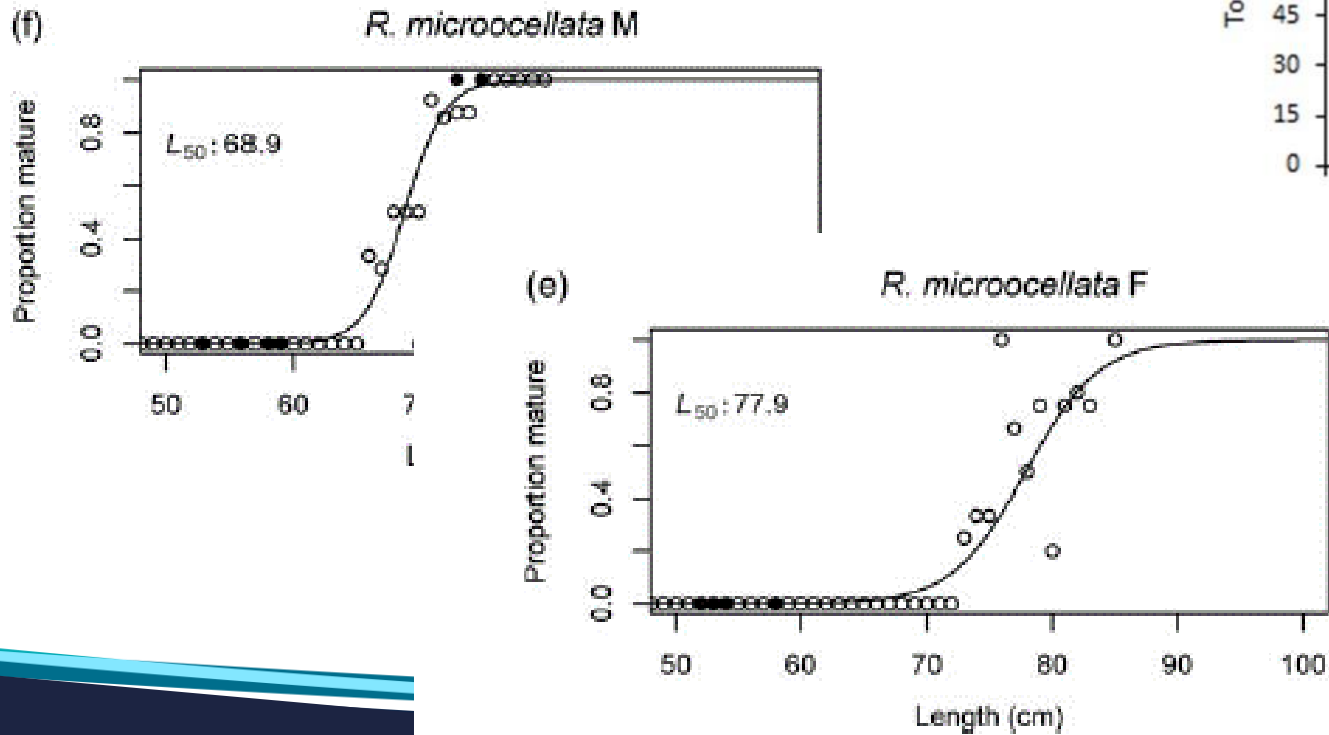 (f)
R. microocellata M
Proportion mature
0.8
0.4
0.0
L50: 68.9
50 60 7
To
45
30
15
0
(e)
R. microocellata F
Proportion mature
0.8
0.4
0.0
L50: 77.9
50 60 70 80 90 100
Length (cm)